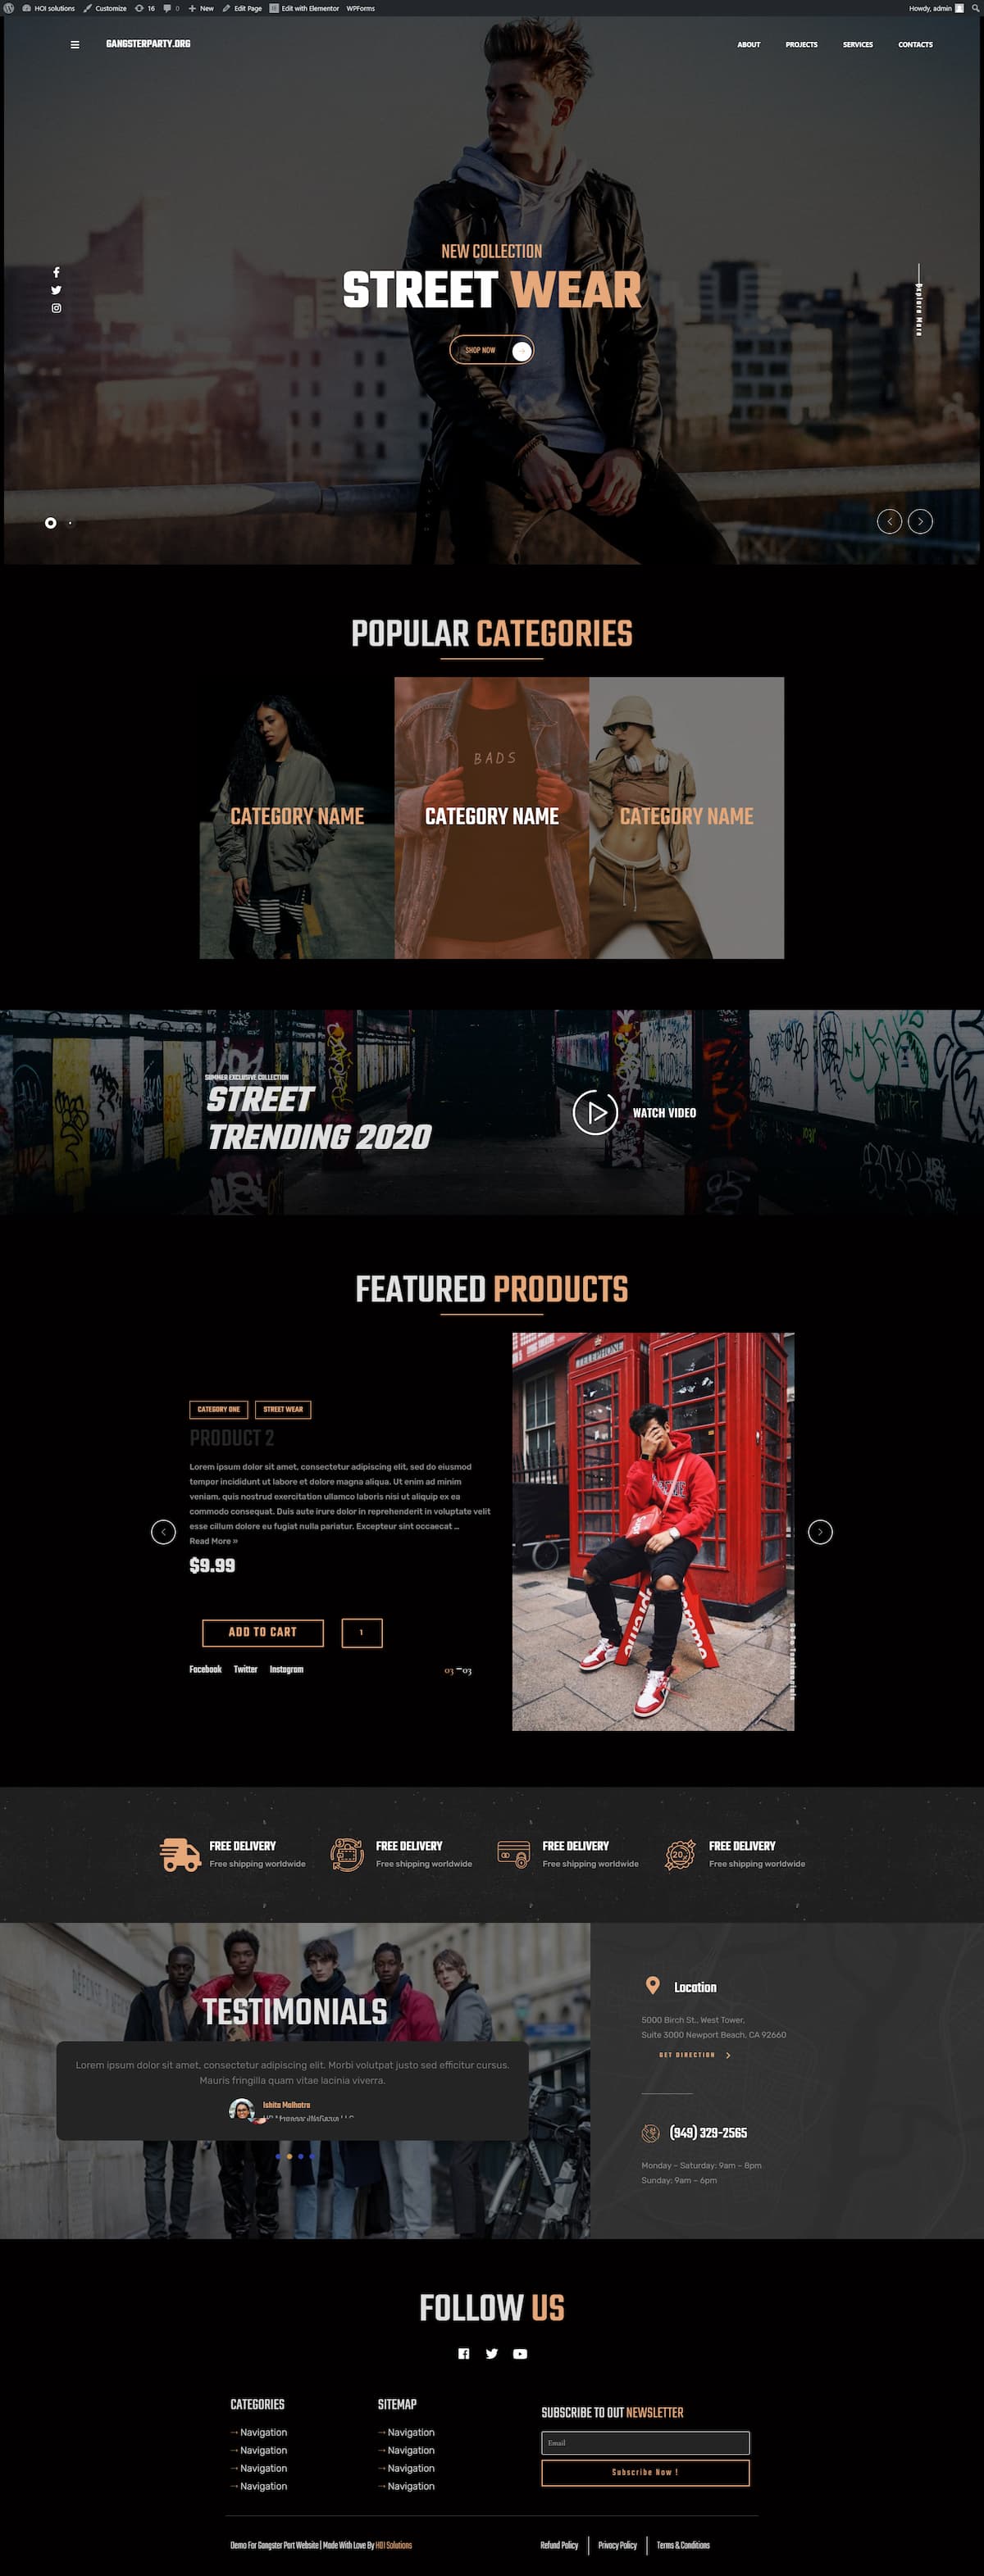 HOI solutions Customize 16 0 New Edit Page Edit with Elementor WPForms Howdy, admin
GANGSTERPARTY.ORG ABOUT PROJECTS SERVICES CONTACTS
NEW COLLECTION
STREET WEAR
SHOP NOW
Explore More
POPULAR CATEGORIES
BADS
CATEGORY NAME CATEGORY NAME CATEGORY NAME
SUMMER EXCLUSIVE COLLECTION
STREET
TRENDING 2020
WATCH VIDEO
FEATURED PRODUCTS
TELEPHONE
CATEGORY ONE STREET WEAR
PRODUCT 2
Lorem ipsum dolor sit amet, consectetur adipiscing elit, sed do eiusmod
tempor incididunt ut labore et dolore magna aliqua. Ut enim ad minim
veniam, quis nostrud exercitation ullamco laboris nisi ut aliquip ex ea
commodo consequat. Duis aute irure dolor in reprehenderit in voluptate velit
esse cillum dolore eu fugiat nulla pariatur. Excepteur sint occaecat ...
Read More »
$9.99
ADD TO CART 1
Facebook Twitter Instagram 03 03
FREE DELIVERY FREE DELIVERY FREE DELIVERY FREE DELIVERY
Free shipping worldwide Free shipping worldwide Free shipping worldwide Free shipping worldwide
TESTIMONIALS
Lorem ipsum dolor sit amet, consectetur adipiscing elit. Morbi volutpat justo sed efficitur cursus.
Mauris fringilla quam vitae lacinia viverra.
Ishita Malhotra
Location
5000 Birch St., West Tower,
Suite 3000 Newport Beach, CA 92660
GET DIRECTION
(949) 329-2565
Monday – Saturday: 9am – 8pm
Sunday: 9am – 6pm
FOLLOW US
CATEGORIES
→ Navigation
→ Navigation
→ Navigation
→ Navigation
SITEMAP
→ Navigation
→ Navigation
→ Navigation
→ Navigation
SUBSCRIBE TO OUT NEWSLETTER
Email
Subscribe Now !
Demo For Gangster Part Website | Made With Love By HOI Solutions
Refund Policy Privacy Policy Terms & Conditions